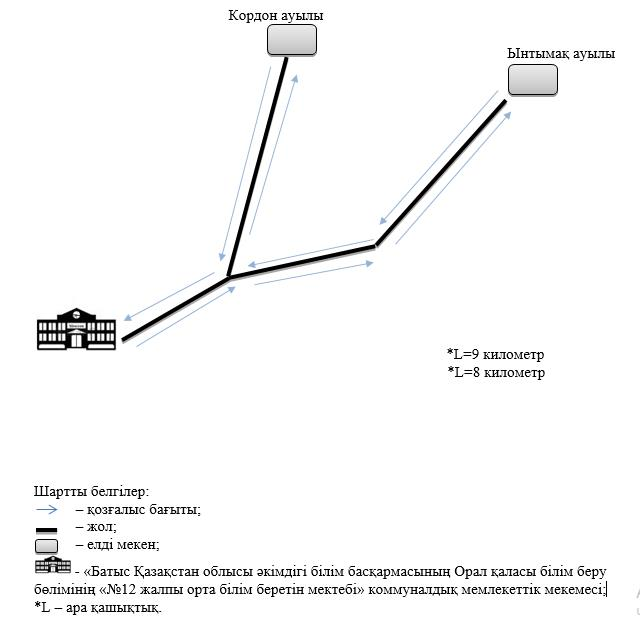 Кордон ауылы
Ынтымақ ауылы
*L=9 километр
*L=8 километр
Шартты белгілер:
– қозғалыс бағыты;
– жол;
– елді мекен;
- «Батыс Қазақстан облысы әкімдігі білім басқармасының Орал қаласы білім беру
бөлімінің «№12 жалпы орта білім беретін мектебі» коммуналдық мемлекеттік мекемесі;
*L – ара қашықтық.